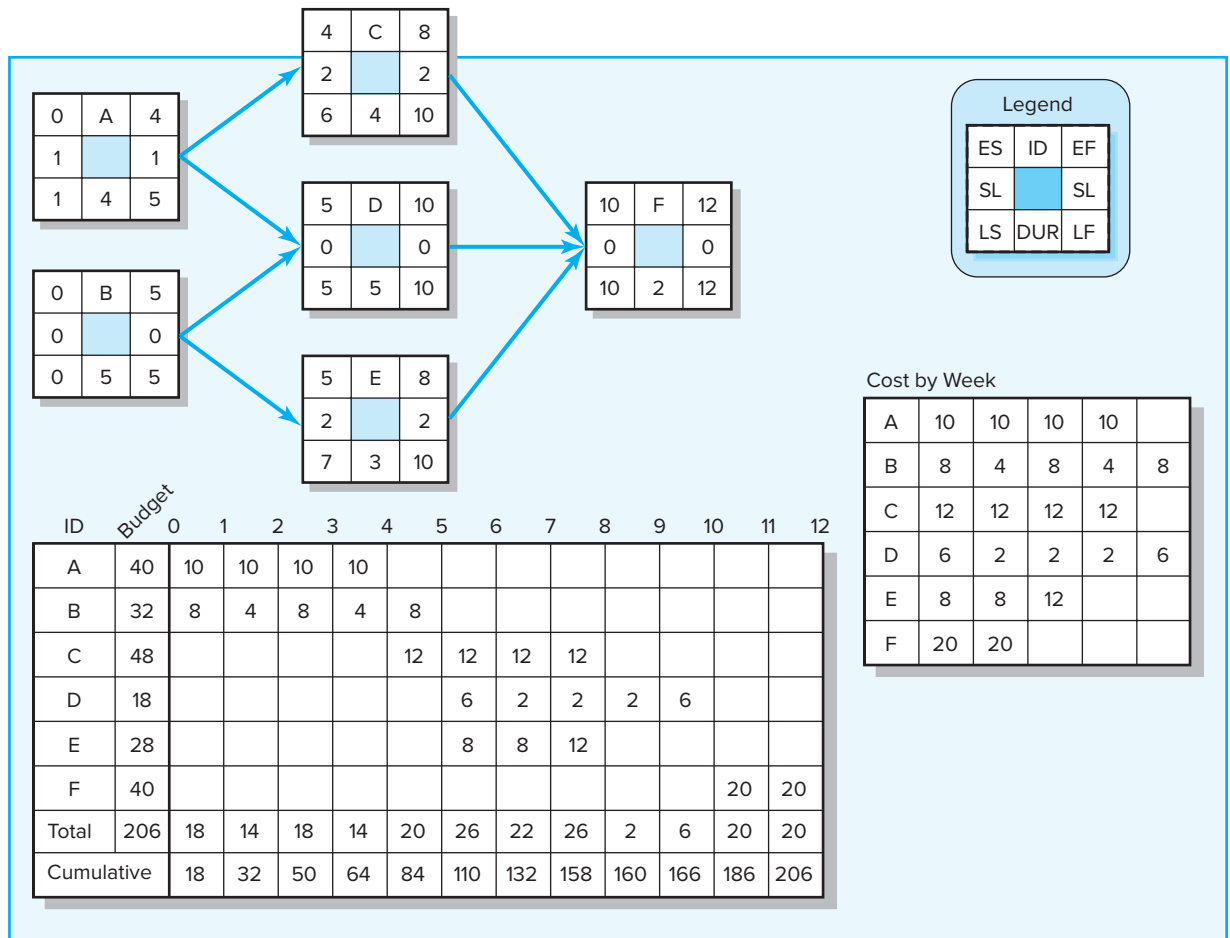 4 C 8
2 2
6 4 10
0 A 4
1 1
1 4 5
5 D 10
0 0
5 5 10
10 F 12
0 0
10 2 12
0 B 5
0 0
0 5 5
5 E 8
2 2
7 3 10
Legend
ES ID EF
SL SL
LS DUR LF
Cost by Week
A 10 10 10 10
B 8 4 8 4 8
C 12 12 12 12
D 6 2 2 2 6
E 8 8 12
F 20 20
ID Budget 0 1 2 3 4 5 6 7 8 9 10 11 12
A 40 10 10 10 10
B 32 8 4 8 4 8
C 48 12 12 12 12
D 18 6 2 2 2 6
E 28 8 8 12
F 40 20 20
Total 206 18 14 18 14 20 26 22 26 2 6 20 20
Cumulative 18 32 50 64 84 110 132 158 160 166 186 206